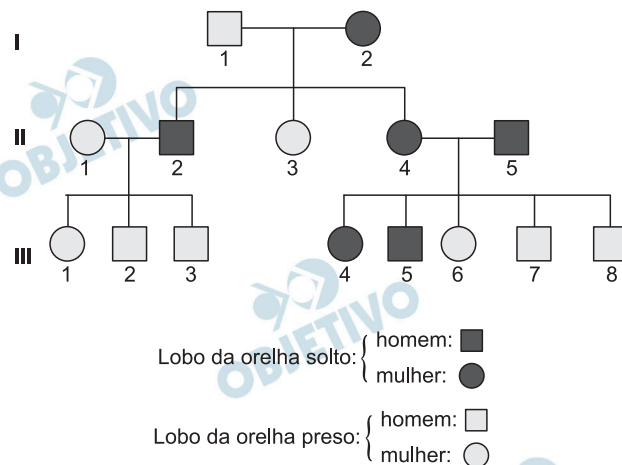 I
1 2
II
1 2 3 4 5
III
1 2 3 4 5 6 7 8
OBJETIVO
OBJETIVO
Lobo da orelha solto: { homem:
mulher:
Lobo da orelha preso: { homem:
mulher: